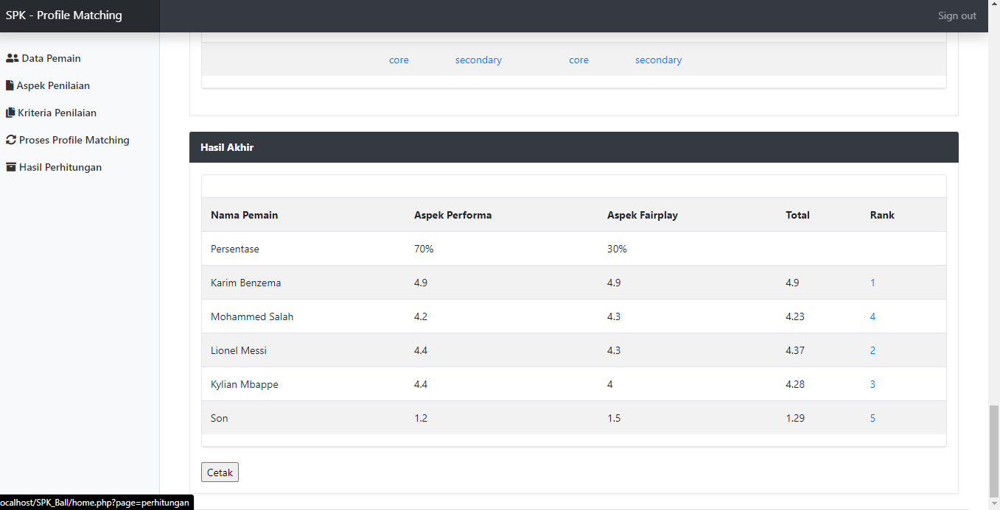 SPK - Profile Matching
Sign out
Data Pemain
Aspek Penilaian
Kriteria Penilaian
Proses Profile Matching
Hasil Perhitungan
core secondary core secondary
Hasil Akhir
Nama Pemain Aspek Performa Aspek Fairplay Total Rank
Persentase 70% 30%
Karim Benzema 4.9 4.9 4.9 1
Mohammed Salah 4.2 4.3 4.23 4
Lionel Messi 4.4 4.3 4.37 2
Kylian Mbappe 4.4 4 4.28 3
Son 1.2 1.5 1.29 5
Cetak
ocalhost/SPK_Ball/home.php?page=perhitungan